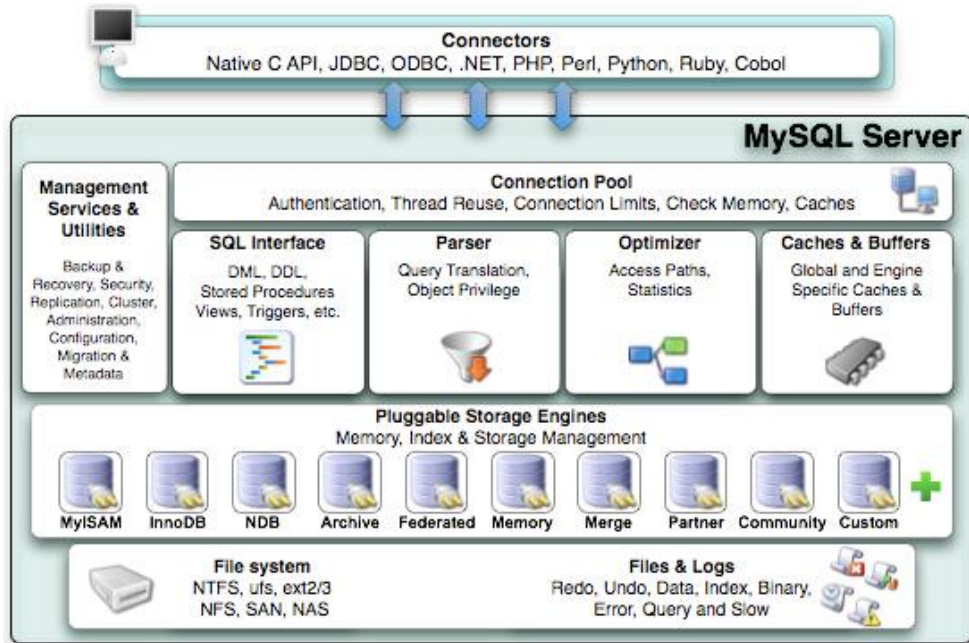 Connectors
Native C API, JDBC, ODBC, .NET, PHP, Perl, Python, Ruby, Cobol
MySQL Server
Management
Services &
Utilities
Backup &
Recovery, Security,
Replication, Cluster,
Administration,
Configuration,
Migration &
Metadata
Connection Pool
Authentication, Thread Reuse, Connection Limits, Check Memory, Caches
SQL Interface
DML, DDL,
Stored Procedures
Views, Triggers, etc.
Parser
Query Translation,
Object Privilege
Optimizer
Access Paths,
Statistics
Caches & Buffers
Global and Engine
Specific Caches &
Buffers
Pluggable Storage Engines
Memory, Index & Storage Management
MyISAM
InnoDB
NDB
Archive
Federated
Memory
Merge
Partner
Community
Custom
File system
NTFS, ufs, ext2/3
NFS, SAN, NAS
Files & Logs
Redo, Undo, Data, Index, Binary,
Error, Query and Slow